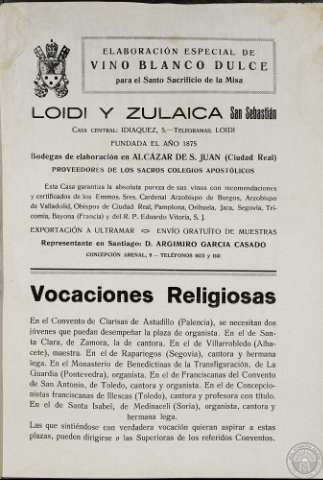 ELABORACIÓN ESPECIAL DE
VINO BLANCO DULCE
para el Santo Sacrificio de la Misa
LOIDI Y ZULAICA San Sebastián
CASA CENTRAL: IDIAQUEZ, 5.—TELEGRAMAS, LOIDI
FUNDADA EL AÑO 1875
Bodegas de elaboración en ALCÁZAR DE S. JUAN (Ciudad Real)
PROVEEDORES DE LOS SACROS COLEGIOS APOSTÓLICOS
Esta Casa garantiza la absoluta pureza de sus vinos con recomendaciones
y certificados de los Emmos. Sres. Cardenal Arzobispo de Burgos, Arzobispo
de Valladolid, Obispos de Ciudad Real, Pamplona, Orihuela, Jaca, Segovia,
comia, Bayona (Francia) y del R. P. Eduardo Vitoria, S. J.
EXPORTACIÓN A ULTRAMAR <> ENVÍO GRATUÍTO DE MUESTRAS
Representante en Santiago: D. ARGIMIRO GARCIA CASADO
CONCEPCIÓN ARENAL, 9 — TELÉFONOS y
Vocaciones Religiosas
En el Convento de Clarisas de Astudillo (Palencia), se necesitan dos
jóvenes que puedan desempeñar la plaza de organista. En el de San-
ta Clara, de Zamora, la de cantora. En el de Villarrobledo (Alba-
cete), maestra. En el de Rapariegos (Segovia), cantora y hermana
lega. En el Monasterio de Benedictinas de la Transfiguración, de La
Guardia (Pontevedra), organista. En el de Franciscanas del Convento
de San Antonio, de Toledo, cantora y organista. En el de Concepcio-
nistas franciscanas de Illescas (Toledo), cantora y profesora con título.
En el de Santa Isabel, de Medinaceli (Soria), organista, cantora y
hermana lega.
Las que sintiéndose con verdadera vocación quieran aspirar a estas
plazas, pueden dirigirse a las Superioras de los referidos Conventos.